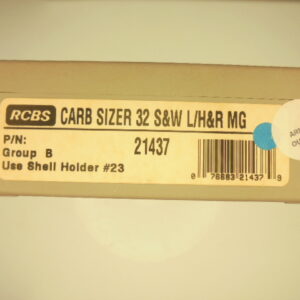 RCBS CARB SIZER 32 S&W L/H&R MG
P/N: 21437
Group B
Use Shell Holder #23
0 76683 21437 9